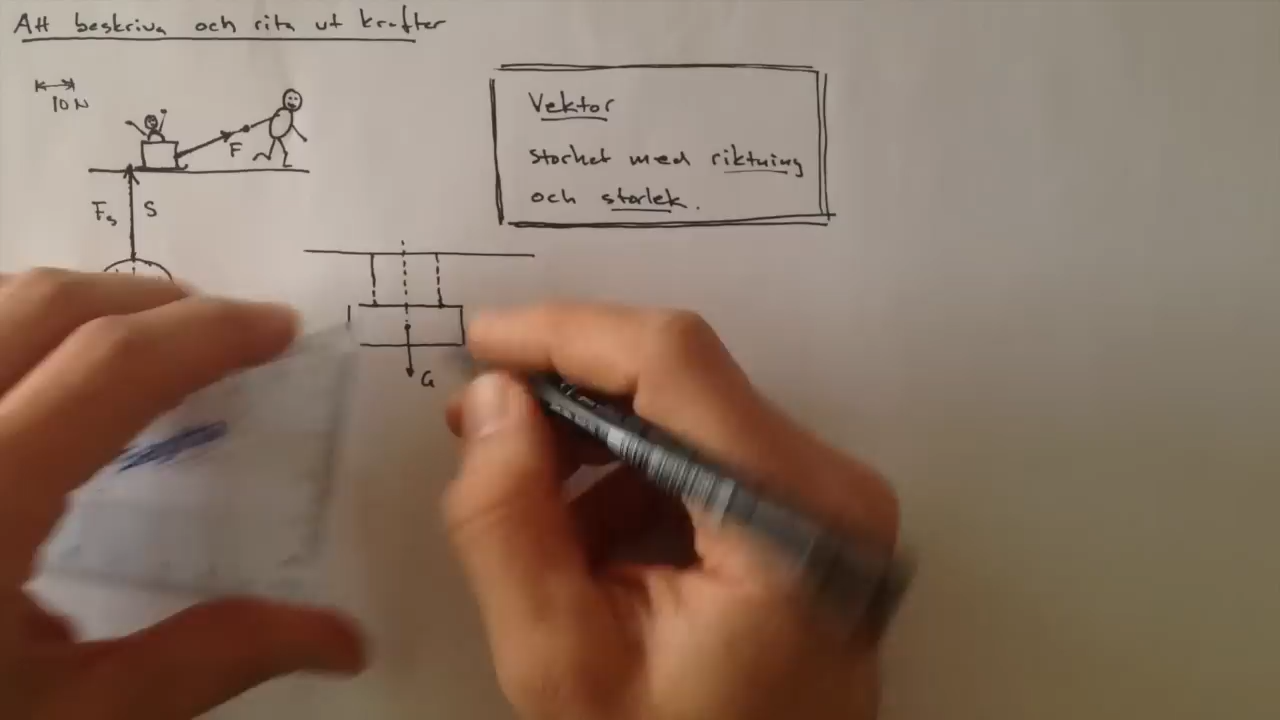 Att beskriva och rita ut krafter
10 N
F
Fs S
G
Vektor
Storhet med riktning
och storlek.